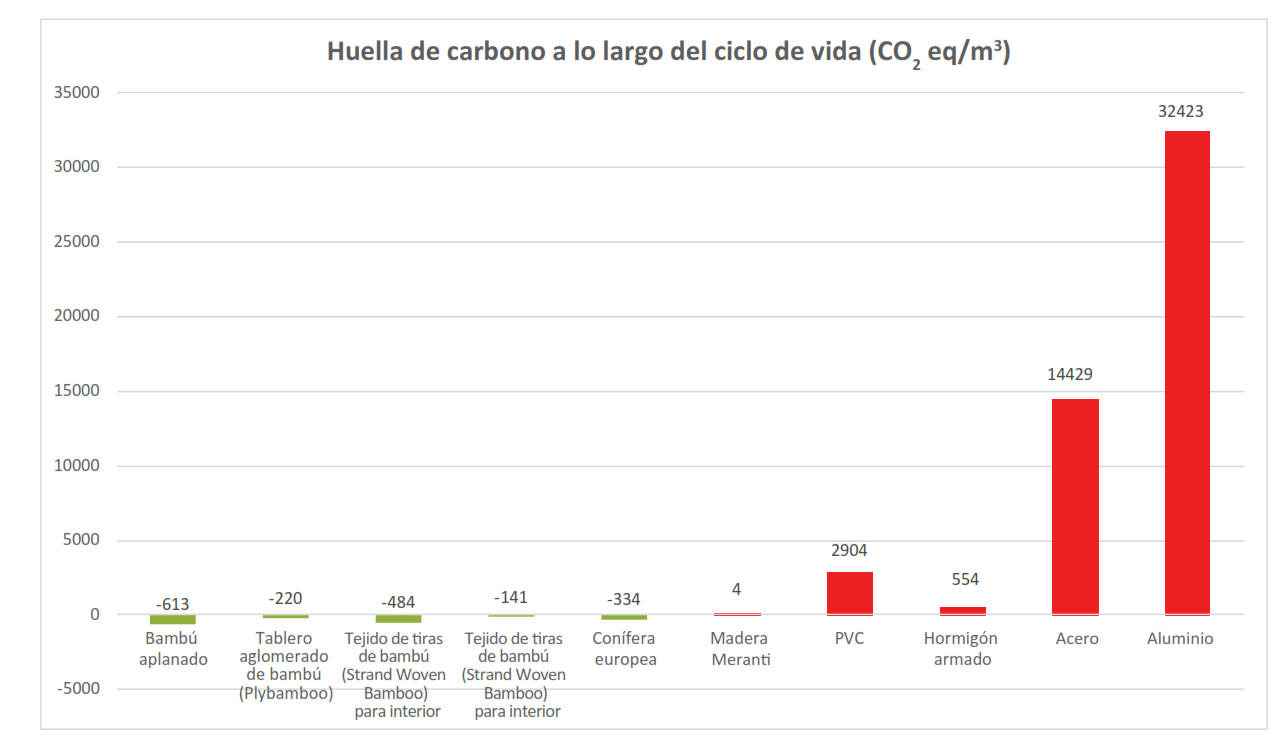 Huella de carbono a lo largo del ciclo de vida (CO₂ eq/m³)
35000
30000
25000
20000
15000
10000
5000
0
-5000
-613
-220
-484
-141
-334
4
2904
554
14429
32423
Bambú
aplanado
Tablero
aglomerado
de bambú
(Plybamboo)
Tejido de tiras
de bambú
(Strand Woven
Bamboo)
para interior
Tejido de tiras
de bambú
(Strand Woven
Bamboo)
para interior
Conífera
europea
Madera
Meranti
PVC
Hormigón
armado
Acero
Aluminio